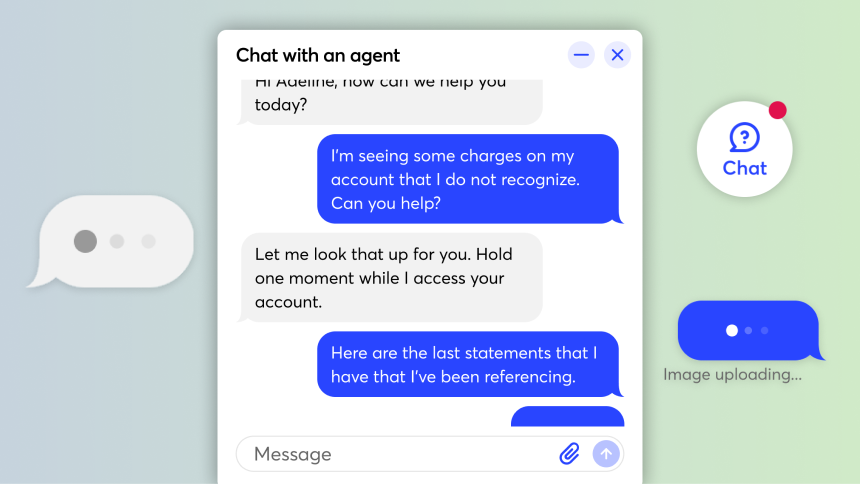 Chat with an agent
Hi Adeline, how can we help you
today?
I'm seeing some charges on my
account that I do not recognize.
Can you help?
Let me look that up for you. Hold
one moment while I access your
account.
Here are the last statements that I
have that I've been referencing.
Message
?
Chat
Image uploading...